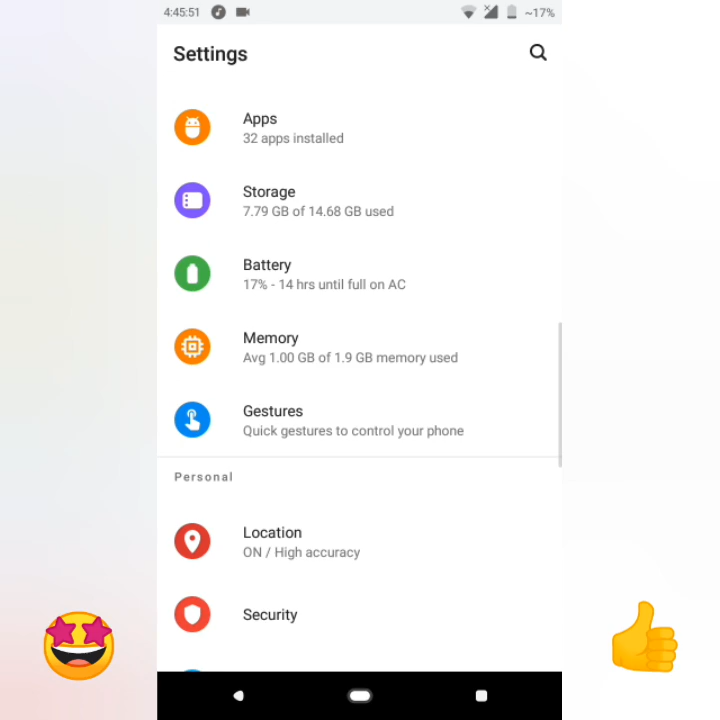 4:45:51
~17%
Settings
Apps
32 apps installed
Storage
7.79 GB of 14.68 GB used
Battery
17% - 14 hrs until full on AC
Memory
Avg 1.00 GB of 1.9 GB memory used
Gestures
Quick gestures to control your phone
Personal
Location
ON / High accuracy
Security